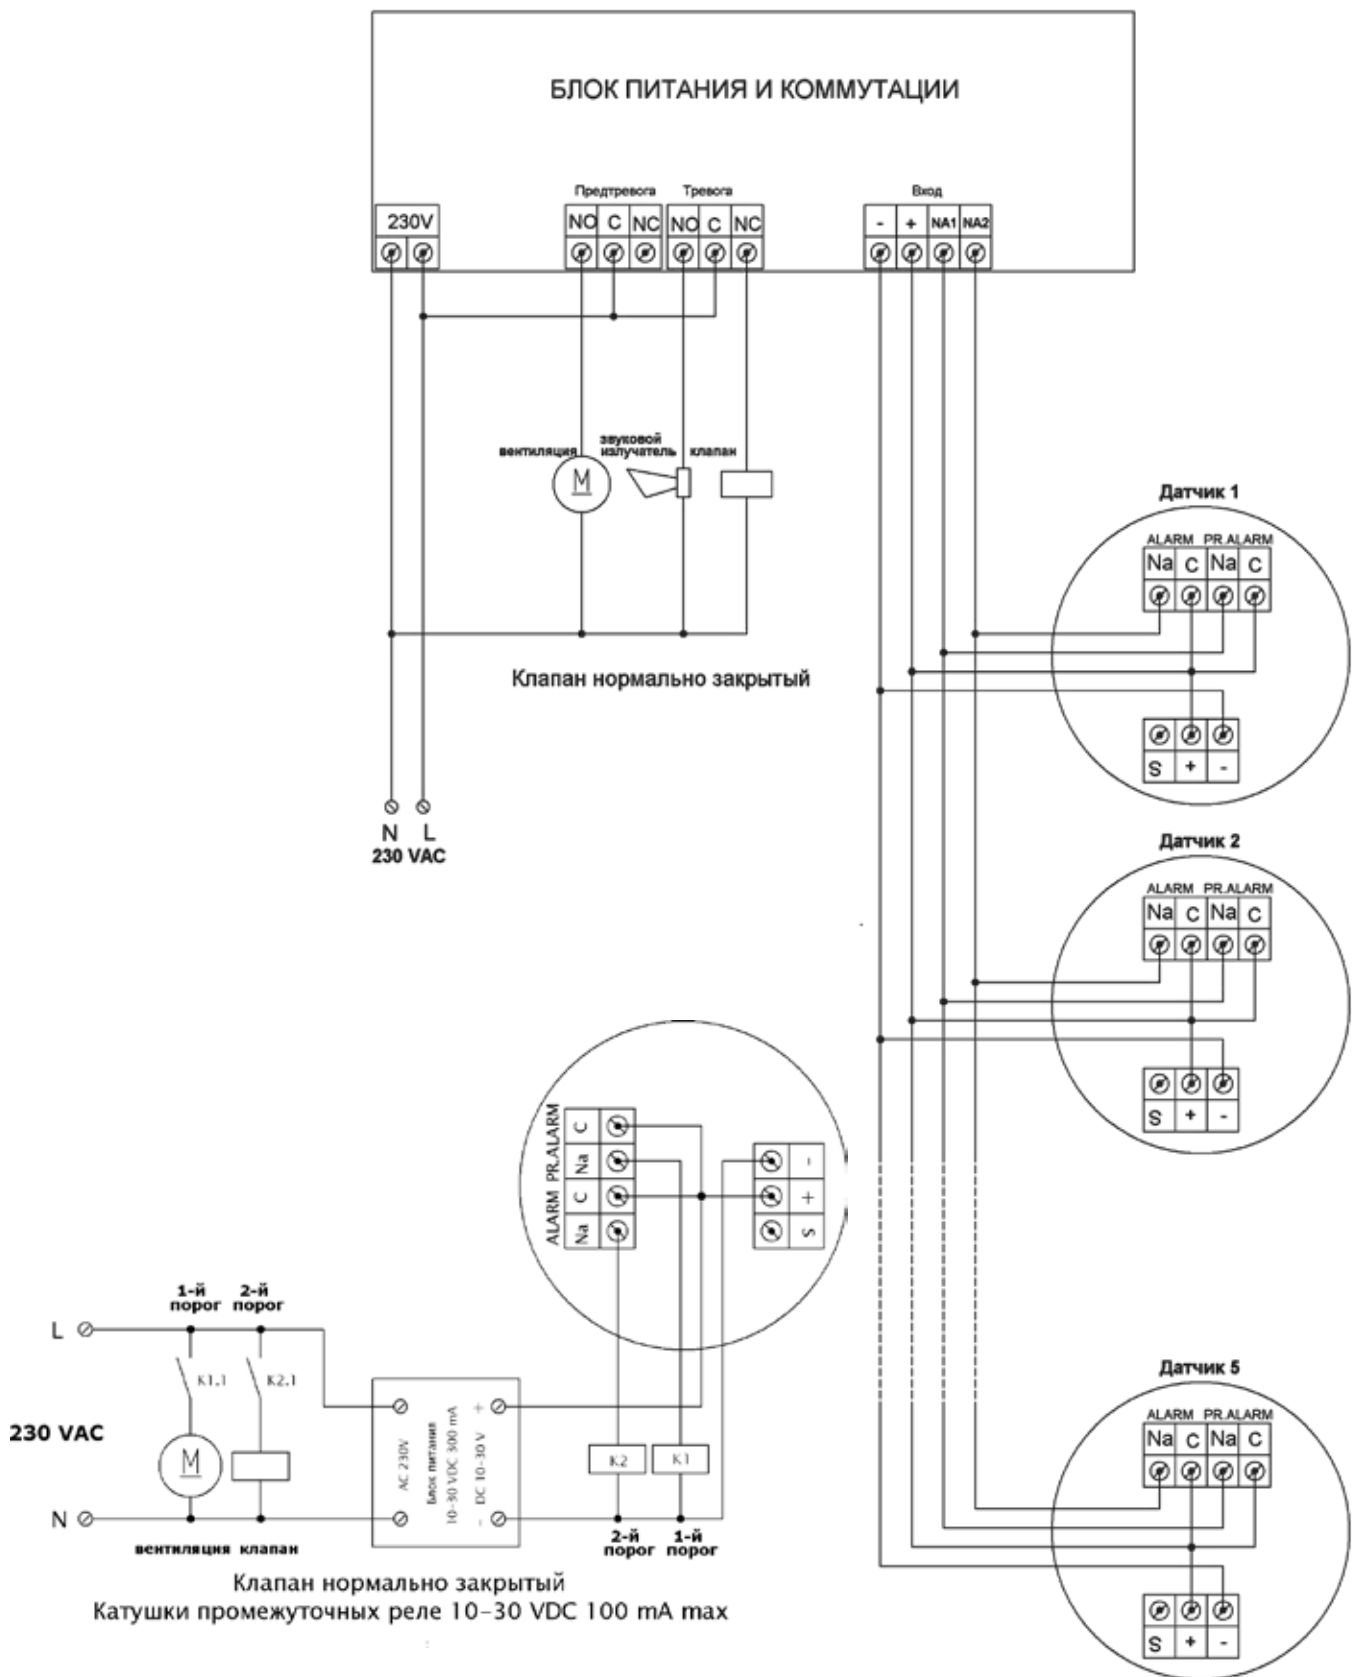 БЛОК ПИТАНИЯ И КОММУТАЦИИ
Предтревога Тревога Вход
230V NO C NC NO C NC - + NA1 NA2
звуковой
вентиляция излучатель клапан
M
Клапан нормально закрытый
N L
230 VAC
Датчик 1
ALARM PR.ALARM
Na C Na C
S + -
Датчик 2
ALARM PR.ALARM
Na C Na C
S + -
Датчик 5
ALARM PR.ALARM
Na C Na C
S + -
ALARM PR.ALARM
Na C Na C
- + S
1-й 2-й
порог порог
L
K1.1 K2.1
230 VAC
M
N
вентиляция клапан
AC 230V
Блок питания
10-30 VDC 300 mA
- DC 10-30 V +
K2 K1
2-й 1-й
порог порог
Клапан нормально закрытый
Катушки промежуточных реле 10-30 VDC 100 mA max